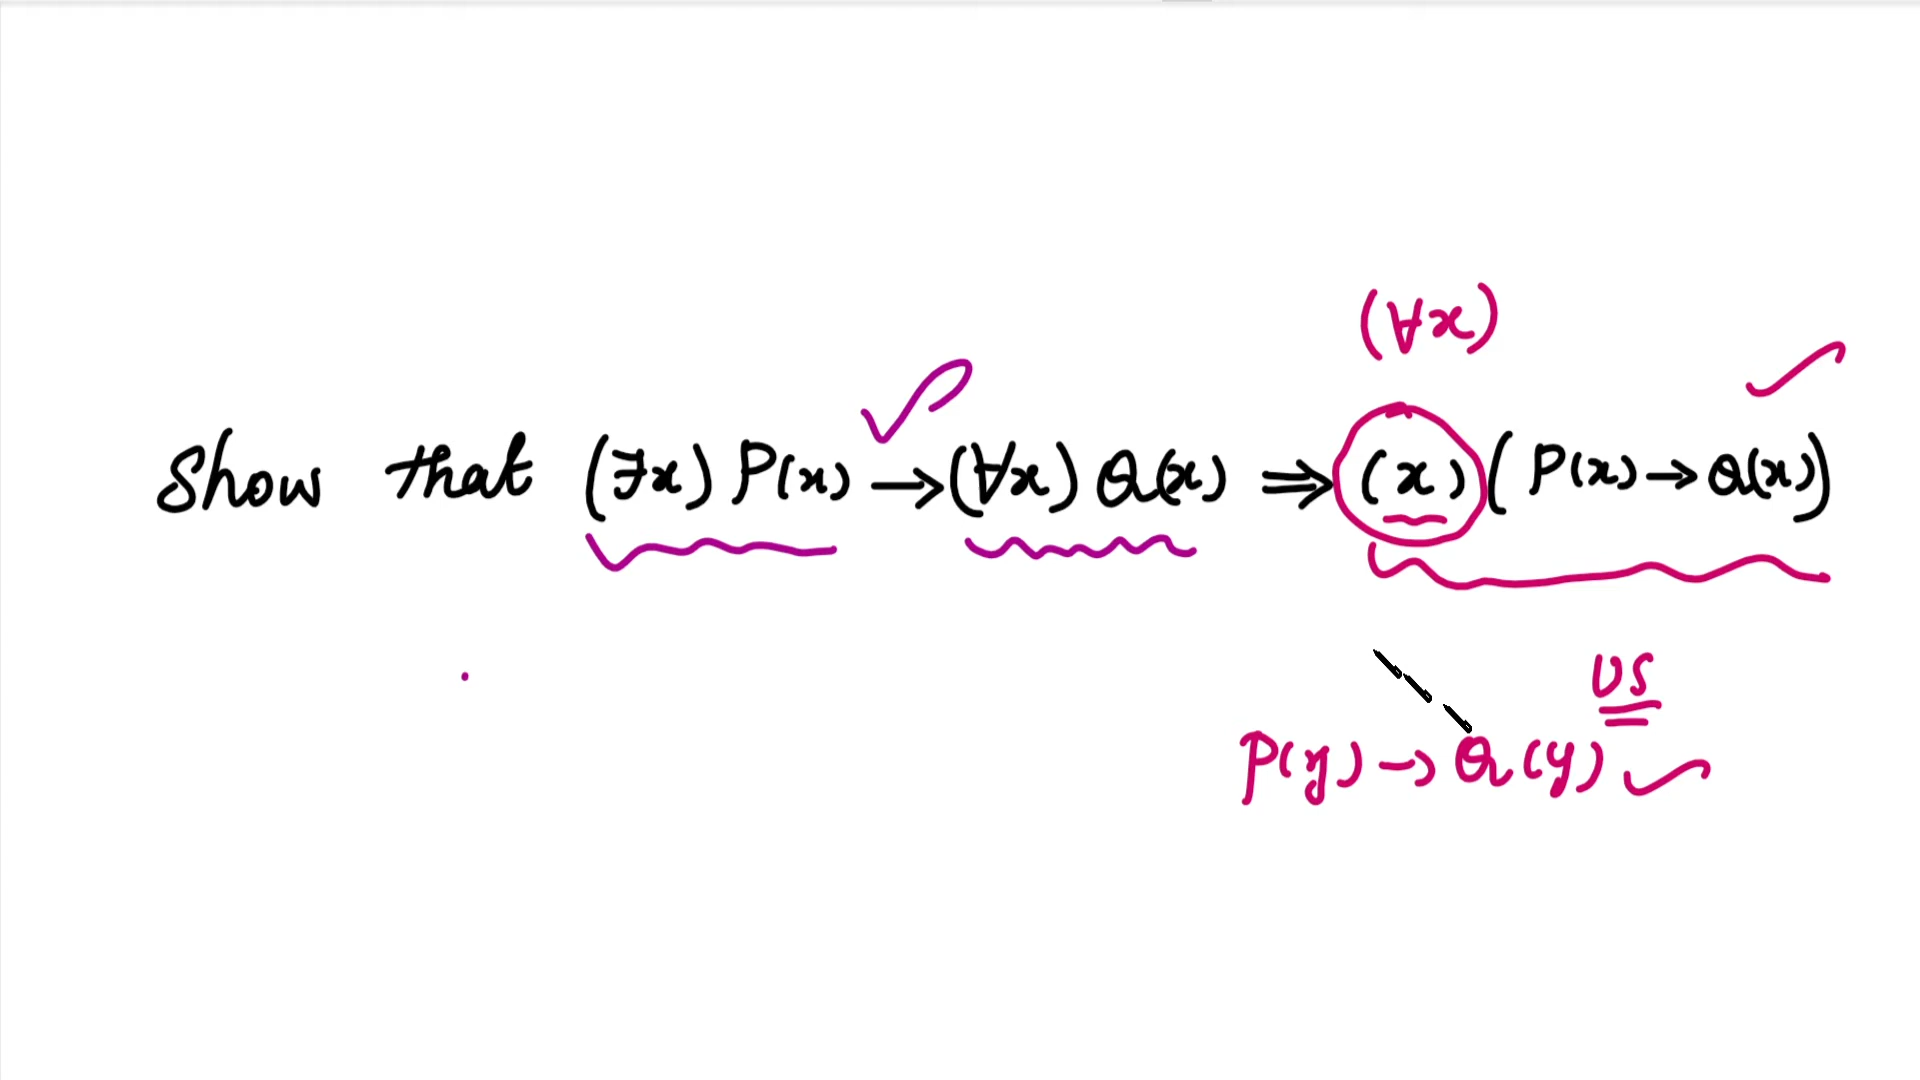 (∀x)
Show that (∃x) P(x) → (∀x) Q(x) ⇒ (x) ( P(x) → Q(x))
US
P(y) → Q(y)